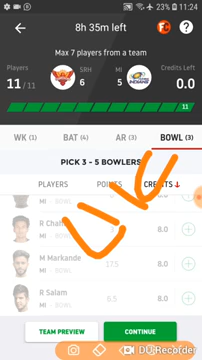 11:24
8h 35m left
Max 7 players from a team
Players
11 / 11
SRH
6
MI
5
Credits Left
0.0
11
WK (1)
BAT (4)
AR (3)
BOWL (3)
PICK 3 - 5 BOWLERS
PLAYERS
POINTS
CREDITS
MI - BOWL
8.0
R Chah
MI - BOWL
8.0
M Markande
MI - BOWL
17.5
8.0
R Salam
MI - BOWL
5.5
8.0
TEAM PREVIEW
CONTINUE
DU Recorder